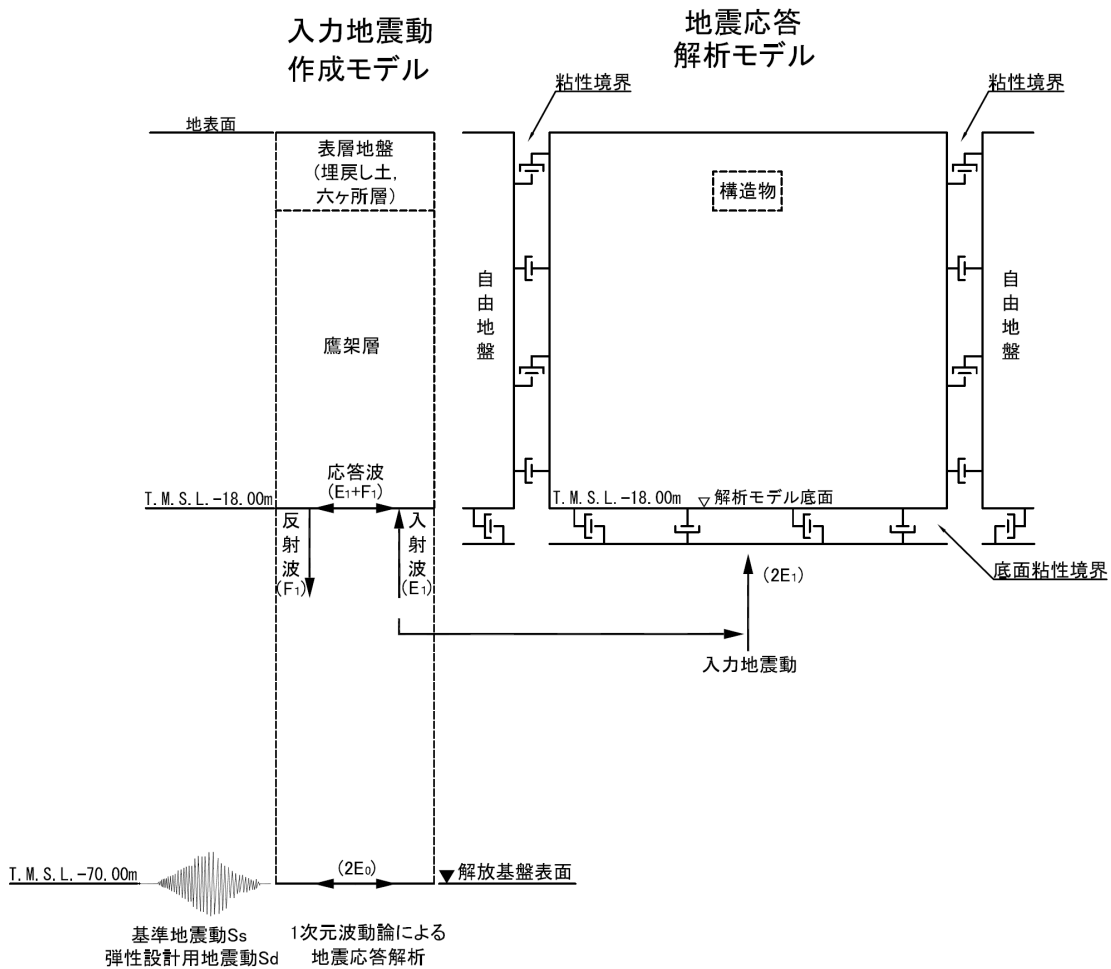 入力地震動
作成モデル
地震応答
解析モデル
粘性境界
粘性境界
地表面
表層地盤
(埋戻し土,
六ヶ所層)
構造物
自由地盤
自由地盤
鷹架層
応答波
(E₁+F₁)
T.M.S.L.-18.00m
反射波
(F₁)
入射波
(E₁)
T.M.S.L.-18.00m ▽解析モデル底面
(2E₁)
底面粘性境界
入力地震動
T.M.S.L.-70.00m
(2E₀)
▼解放基盤表面
基準地震動Ss
弾性設計用地震動Sd
1次元波動論による
地震応答解析